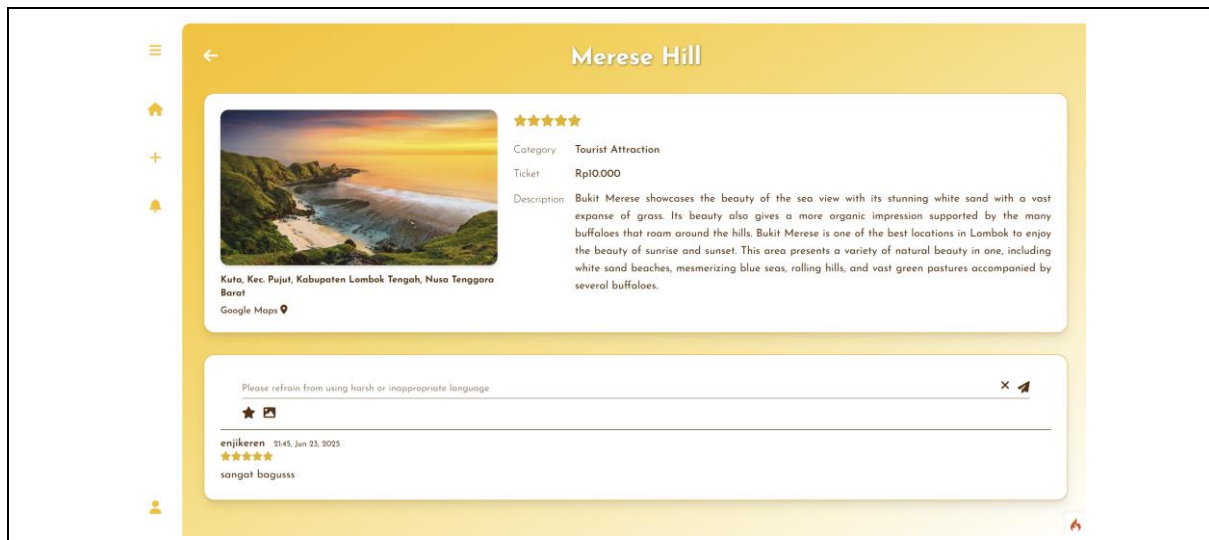 Merese Hill
Category Tourist Attraction
Ticket Rp10.000
Description Bukit Merese showcases the beauty of the sea view with its stunning white sand with a vast
expanse of grass. Its beauty also gives a more organic impression supported by the many
buffaloes that roam around the hills. Bukit Merese is one of the best locations in Lombok to enjoy
the beauty of sunrise and sunset. This area presents a variety of natural beauty in one, including
white sand beaches, mesmerizing blue seas, rolling hills, and vast green pastures accompanied by
several buffaloes.
Kuta, Kec. Pujut, Kabupaten Lombok Tengah, Nusa Tenggara
Barat
Google Maps
Please refrain from using harsh or inappropriate language
enjikeren 21:45, Jun 23, 2025
sangat bagusss